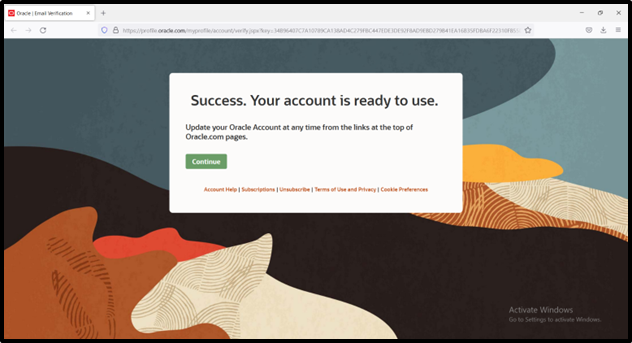 Oracle | Email Verification
https://profile.oracle.com/myprofile/account/verify.jspx?key=
Success. Your account is ready to use.
Update your Oracle Account at any time from the links at the top of
Oracle.com pages.
Continue
Account Help | Subscriptions | Unsubscribe | Terms of Use and Privacy | Cookie Preferences
Activate Windows
Go to Settings to activate Windows.